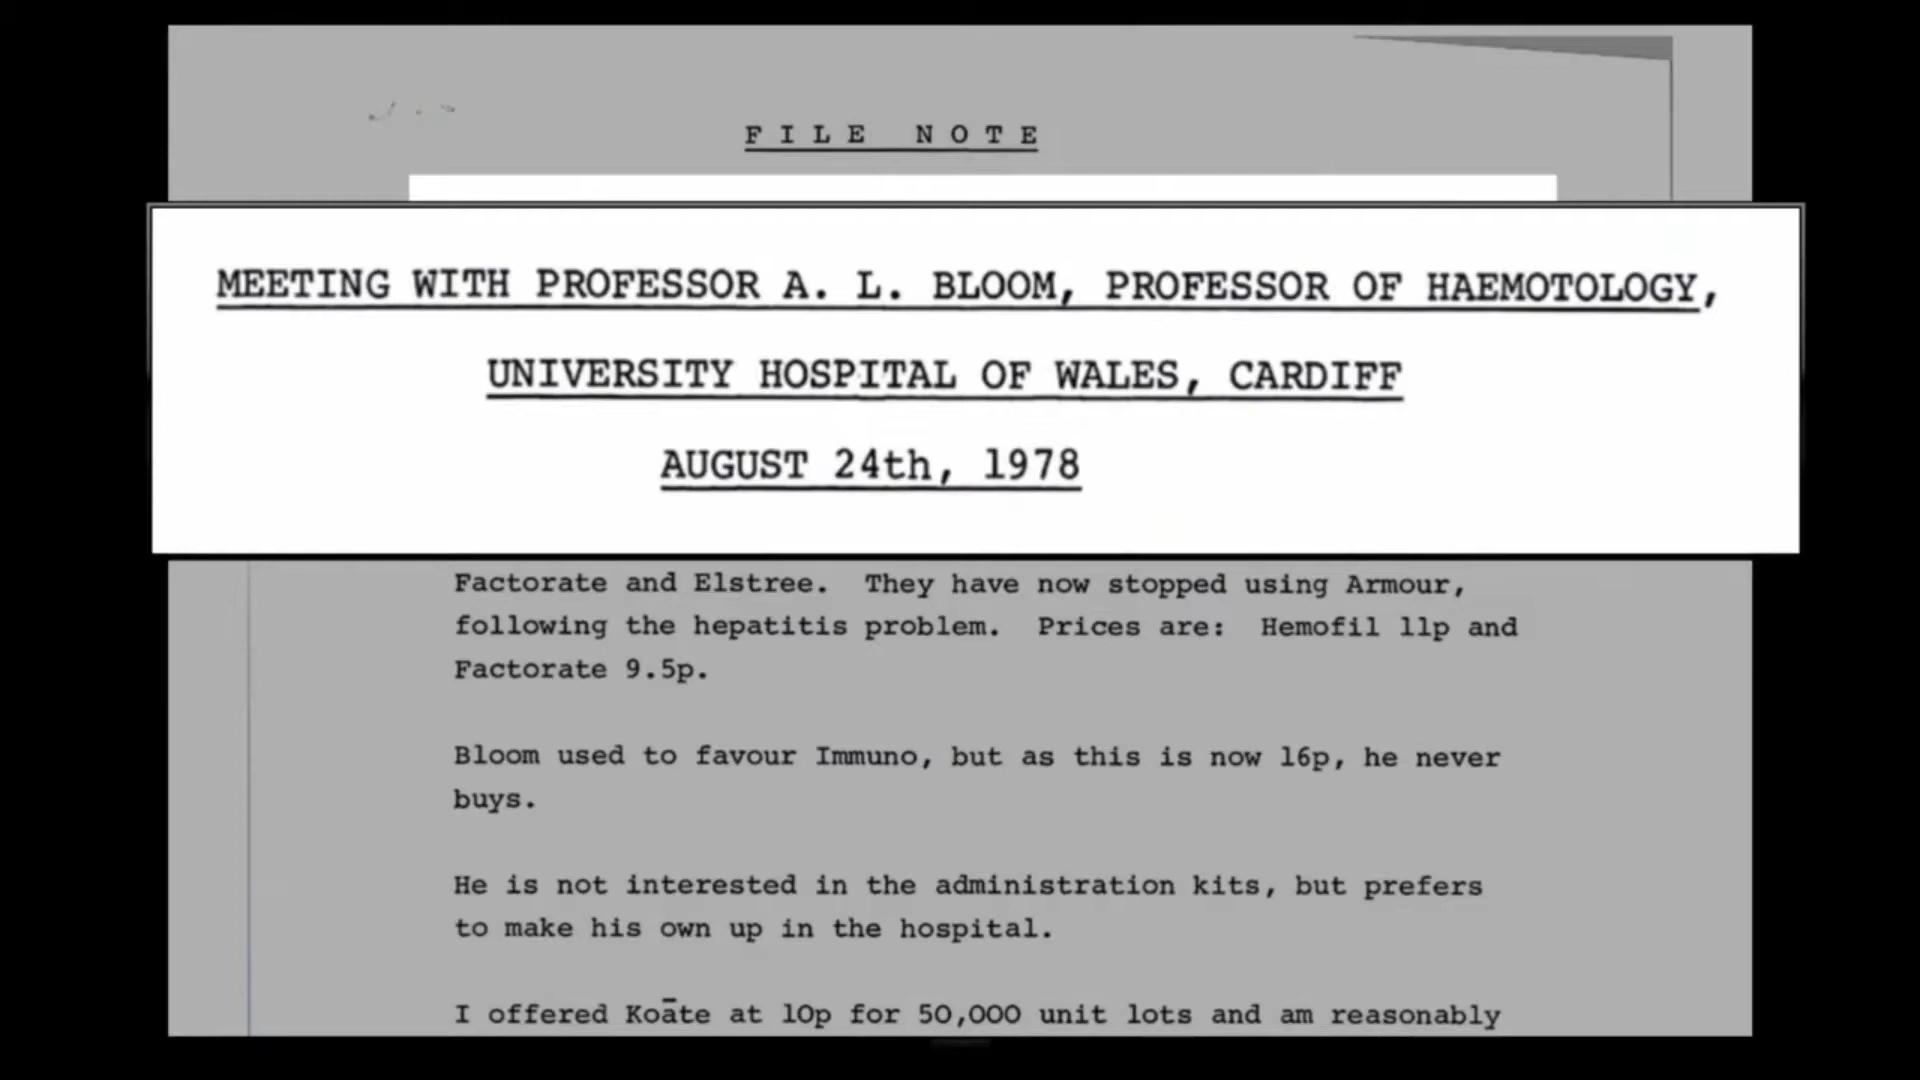 FILE NOTE
MEETING WITH PROFESSOR A. L. BLOOM, PROFESSOR OF HAEMOTOLOGY,
UNIVERSITY HOSPITAL OF WALES, CARDIFF
AUGUST 24th, 1978
Factorate and Elstree. They have now stopped using Armour,
following the hepatitis problem. Prices are: Hemofil 11p and
Factorate 9.5p.
Bloom used to favour Immuno, but as this is now 16p, he never
buys.
He is not interested in the administration kits, but prefers
to make his own up in the hospital.
I offered Koāte at 10p for 50,000 unit lots and am reasonably